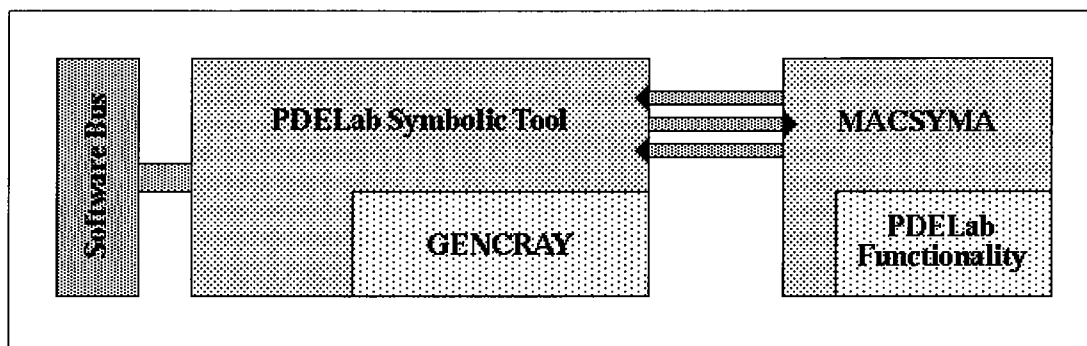 Software Bus
PDELab Symbolic Tool
GENCRAY
MACSYMA
PDELab
Functionality